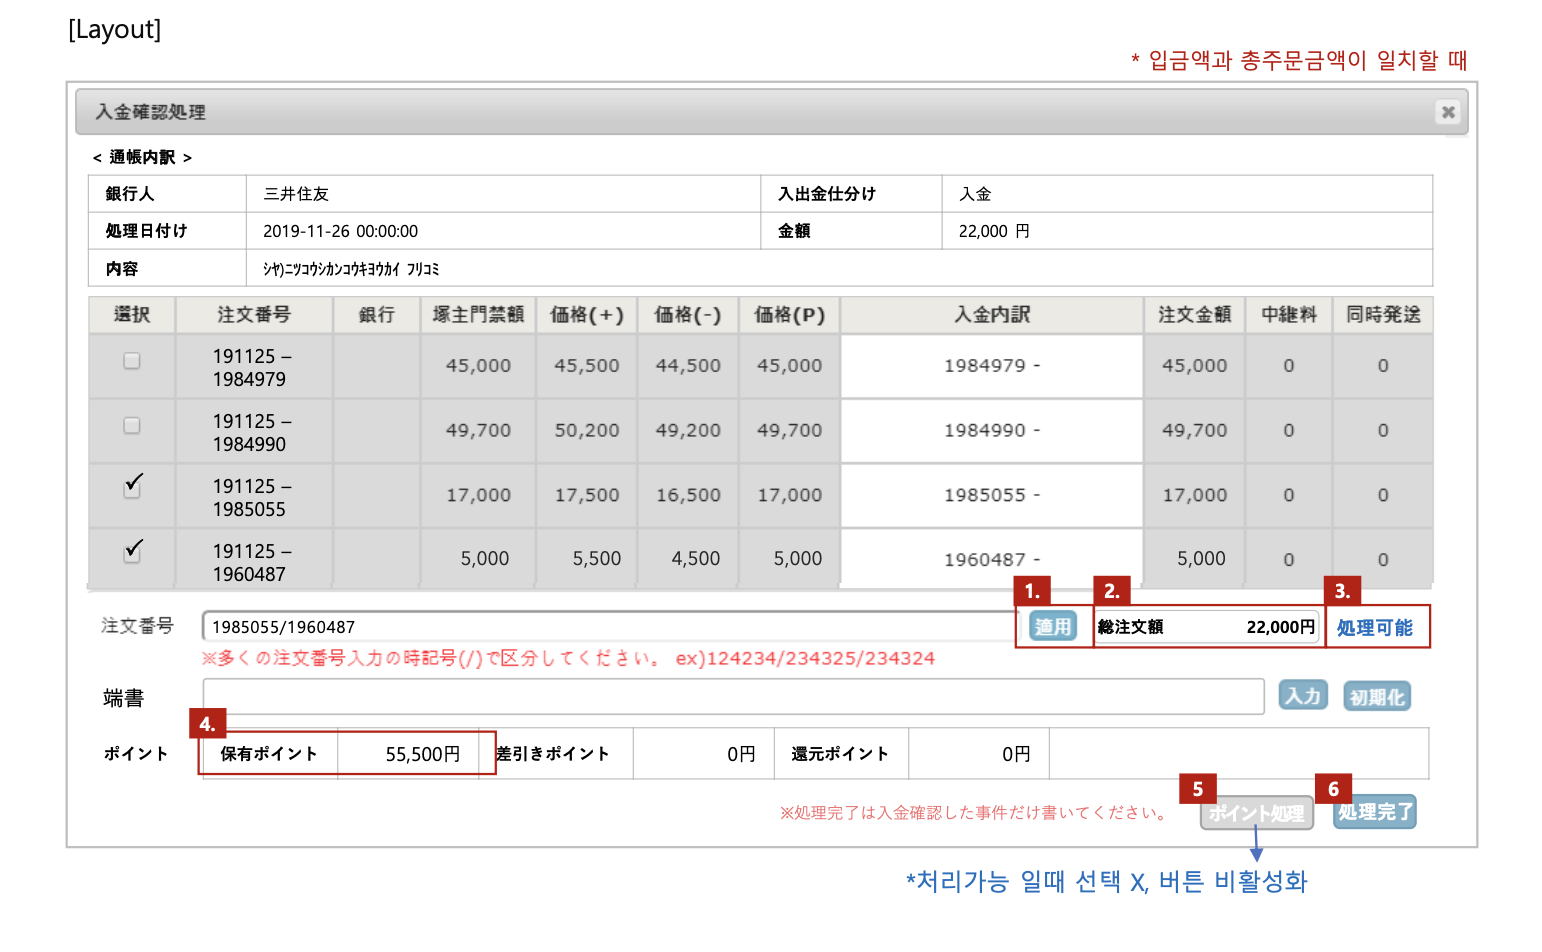 [Layout]
* 입금액과 총주문금액이 일치할 때
入金確認処理
< 通帳内訳 >
銀行人 三井住友 入出金仕分け 入金
処理日付け 2019-11-26 00:00:00 金額 22,000 円
内容 ｼﾔ)ﾆﾂｺｳｼｶﾝｺｳｷﾖｳｶｲ ﾌﾘｺﾐ
選択 注文番号 銀行 塚主門禁額 価格(+) 価格(-) 価格(P) 入金内訳 注文金額 中継料 同時発送
191125 –
1984979 45,000 45,500 44,500 45,000 1984979 - 45,000 0 0
191125 –
1984990 49,700 50,200 49,200 49,700 1984990 - 49,700 0 0
191125 –
1985055 17,000 17,500 16,500 17,000 1985055 - 17,000 0 0
191125 –
1960487 5,000 5,500 4,500 5,000 1960487 - 5,000 0 0
1. 2. 3.
注文番号 1985055/1960487 適用 総注文額 22,000円 処理可能
※多くの注文番号入力の時記号(/)で区分してください。 ex)124234/234325/234324
端書 入力 初期化
4.
ポイント 保有ポイント 55,500円 差引きポイント 0円 還元ポイント 0円
5 6
※処理完了は入金確認した事件だけ書いてください。 ポイント処理 処理完了
*처리가능 일때 선택 X, 버튼 비활성화